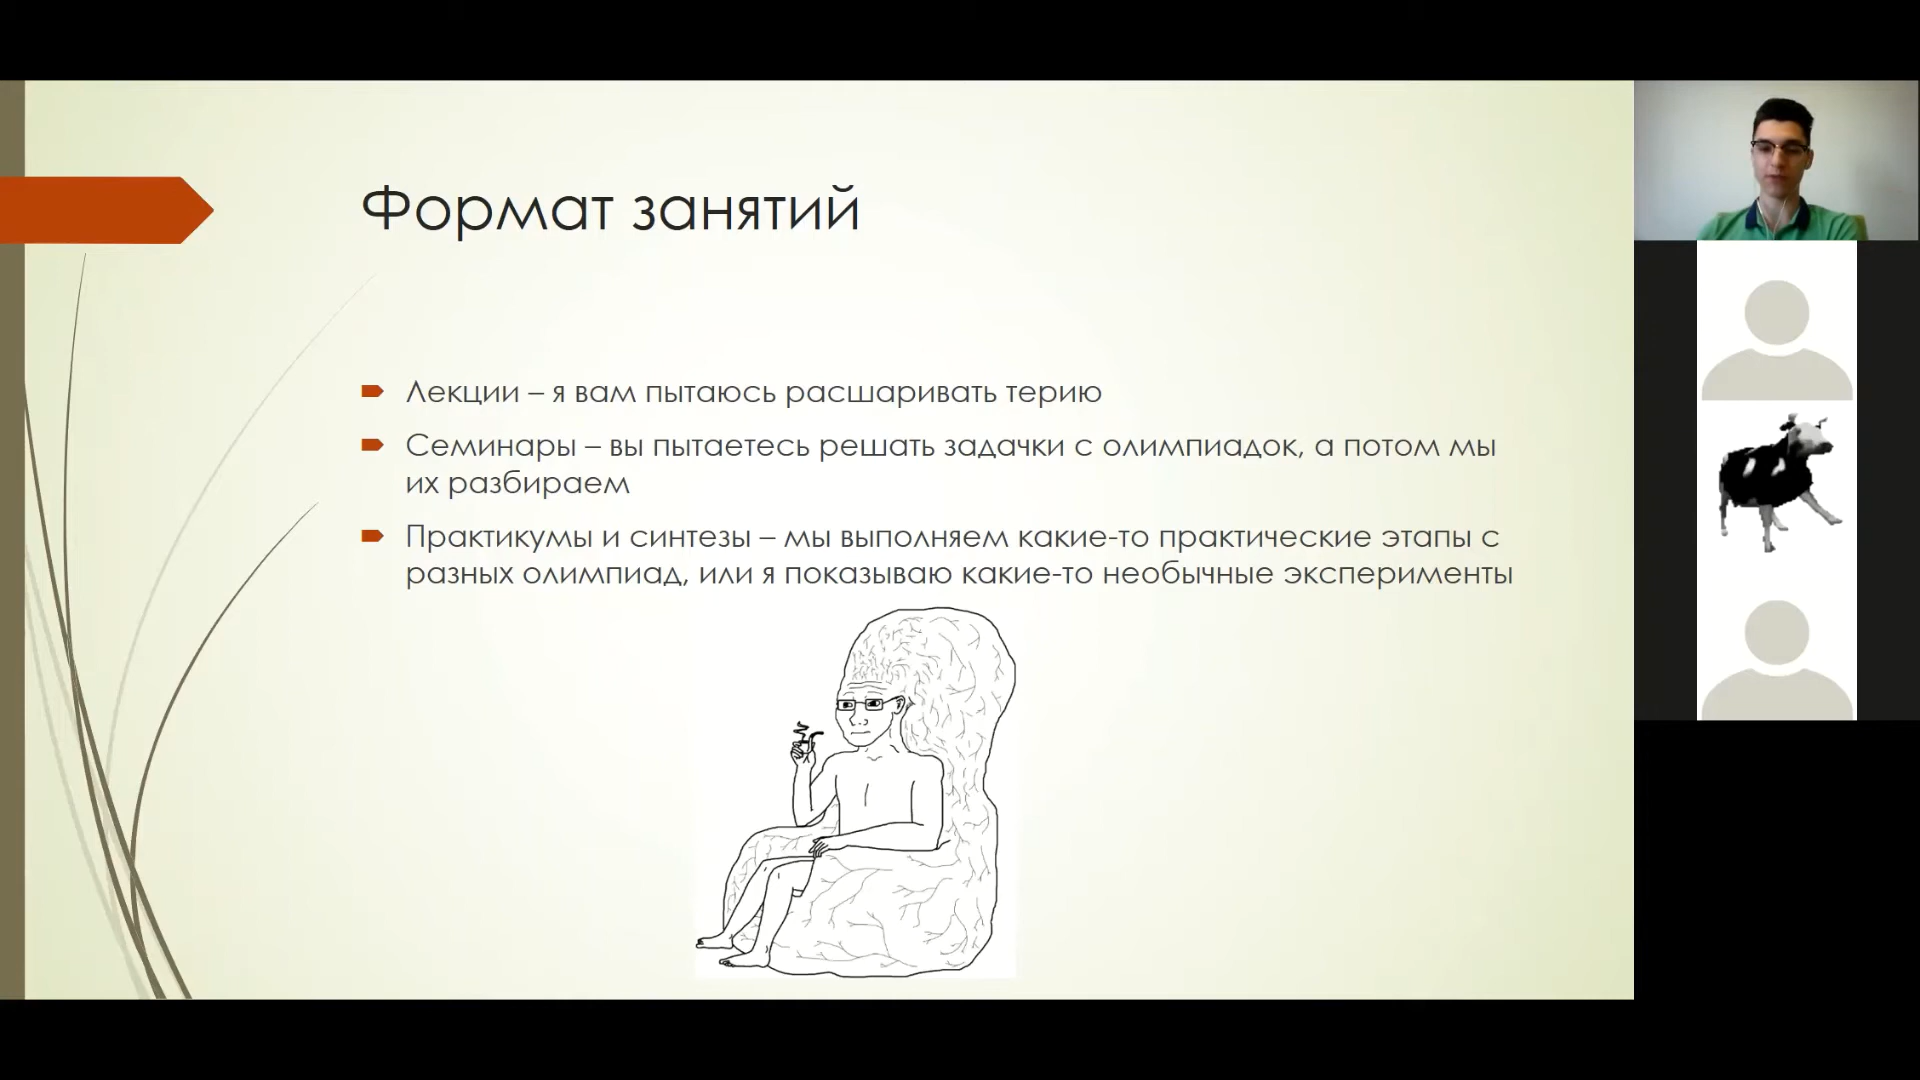 Формат занятий
Лекции – я вам пытаюсь расшаривать терию
Семинары – вы пытаетесь решать задачки с олимпиадок, а потом мы
их разбираем
Практикумы и синтезы – мы выполняем какие-то практические этапы с
разных олимпиад, или я показываю какие-то необычные эксперименты